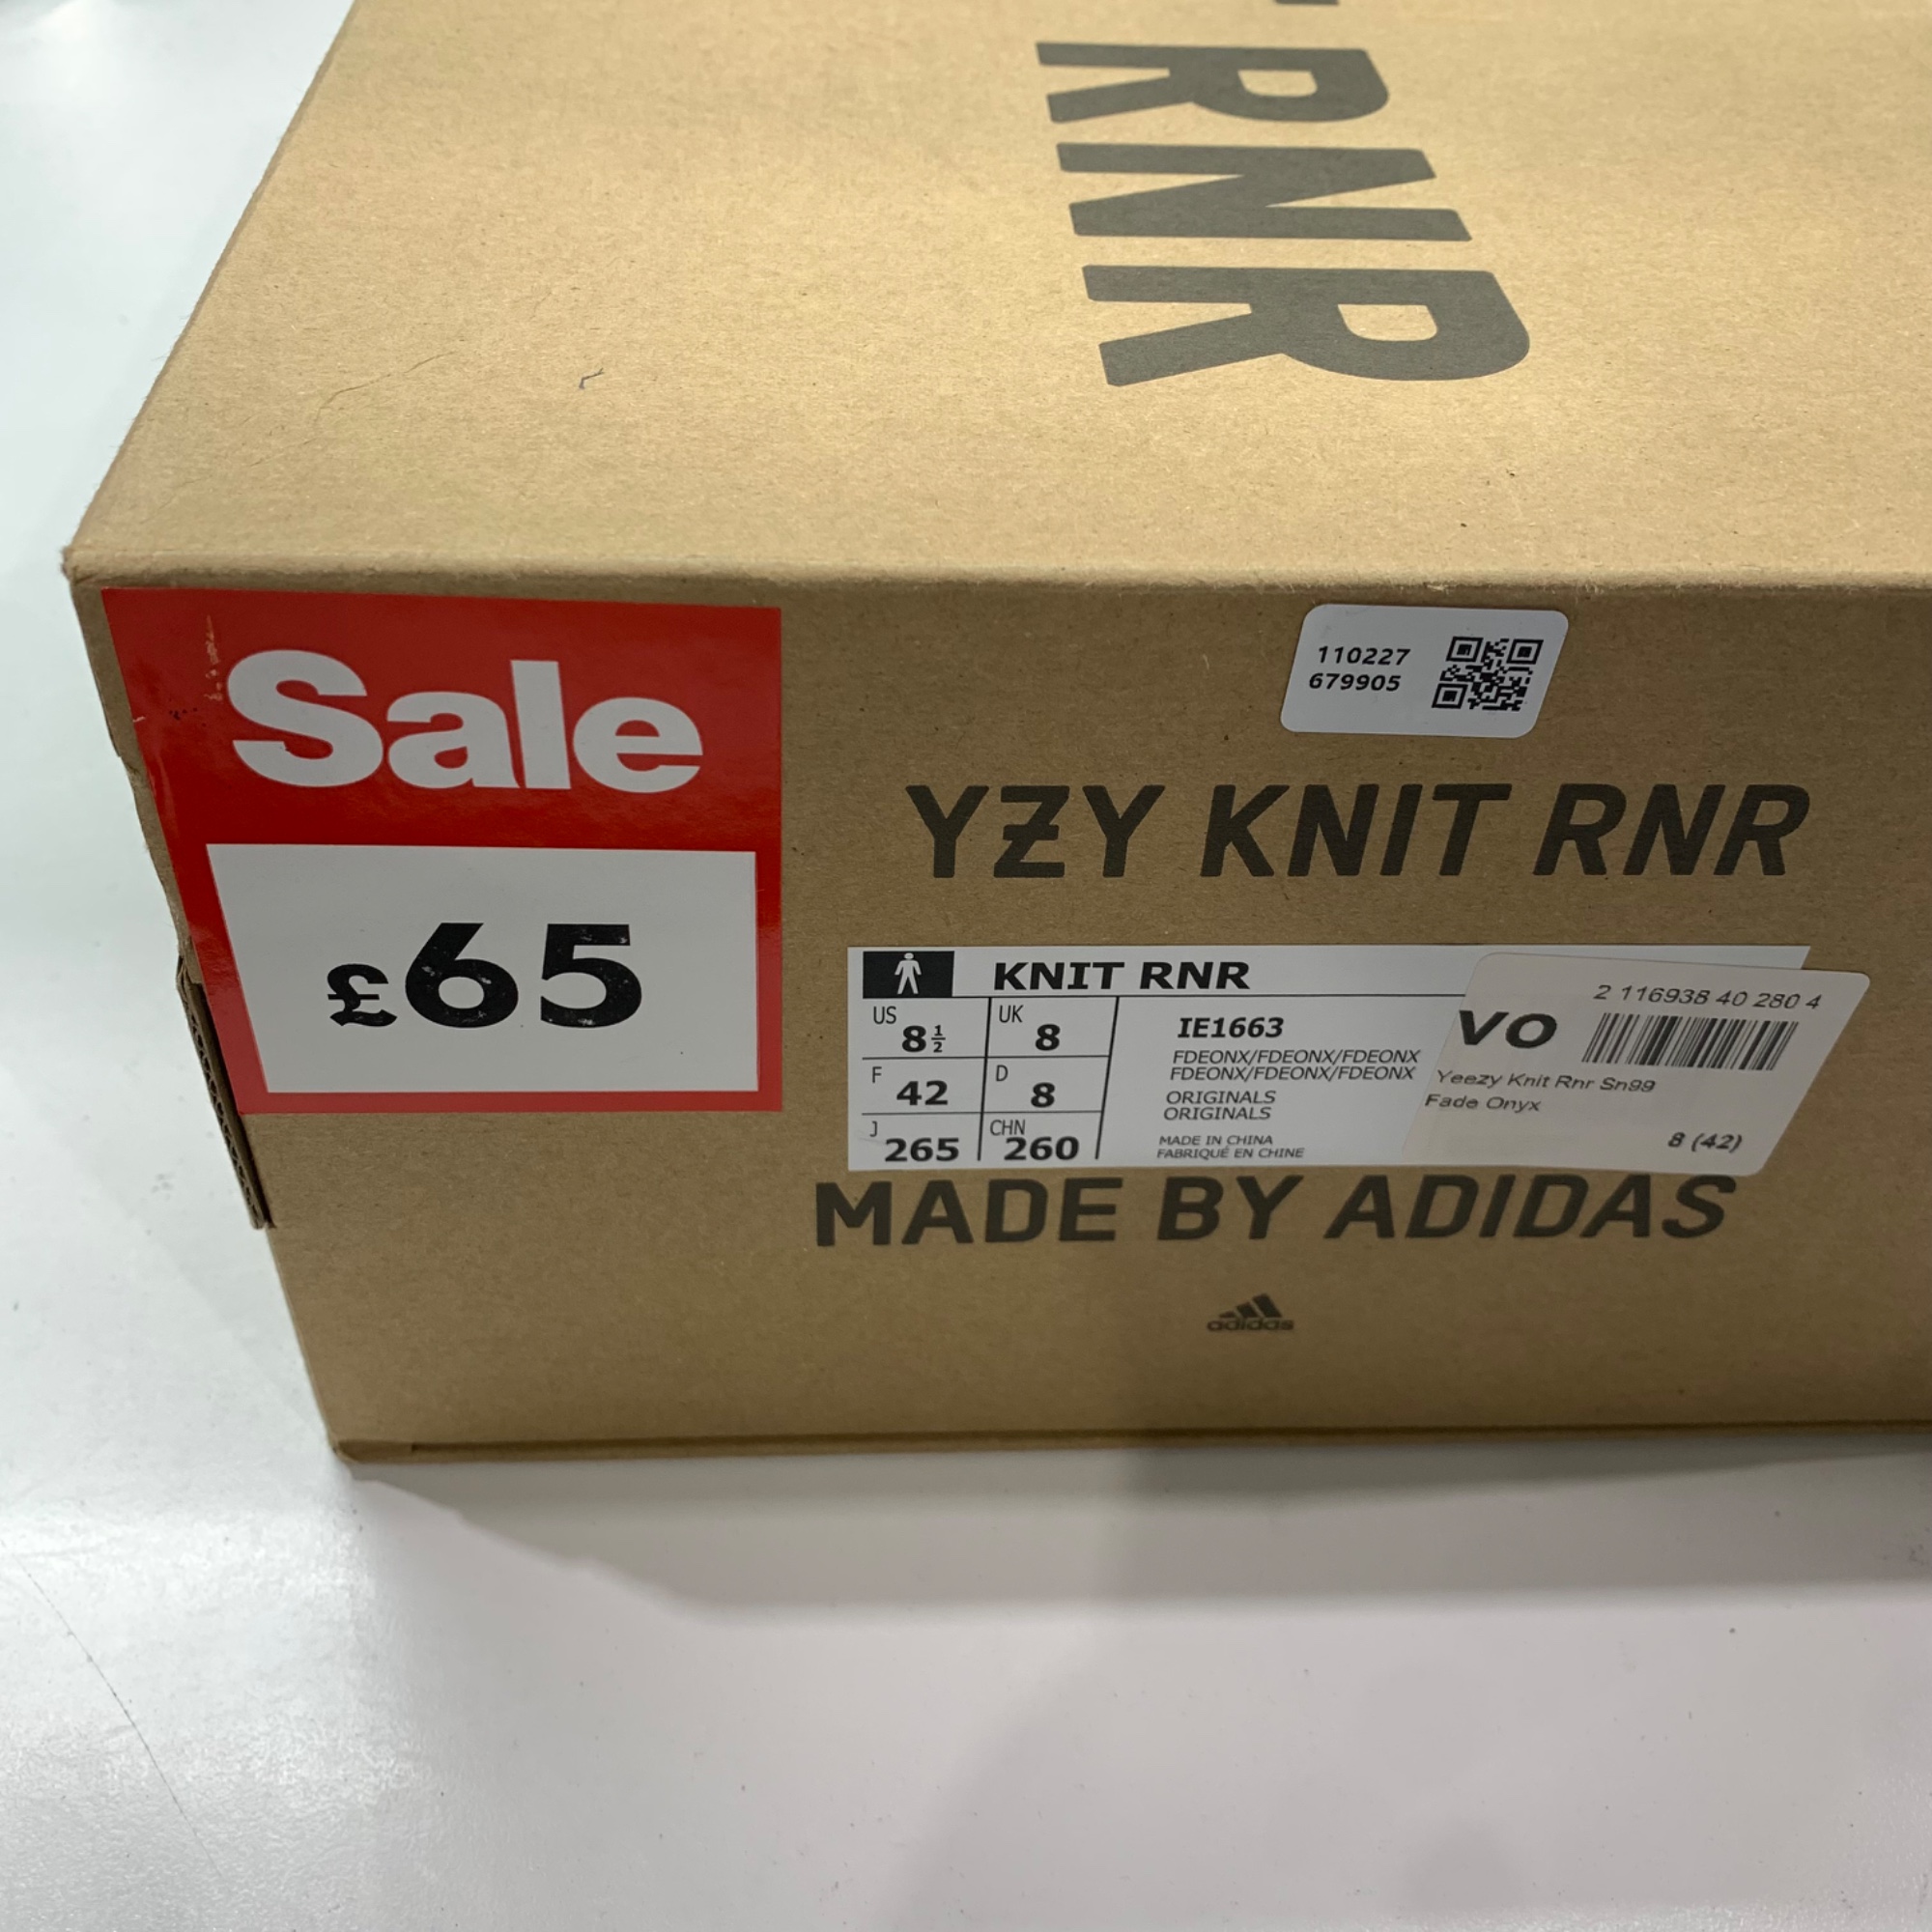 RNR
Sale
£65
110227
679905
YZY KNIT RNR
KNIT RNR
US 8½ UK 8
F 42 D 8
J 265 CHN 260
IE1663
FDEONX/FDEONX/FDEONX
FDEONX/FDEONX/FDEONX
ORIGINALS
ORIGINALS
MADE IN CHINA
FABRIQUÉ EN CHINE
2 116938 40 280 4
VO
Yeezy Knit Rnr Sn99
Fade Onyx
8 (42)
MADE BY ADIDAS
adidas